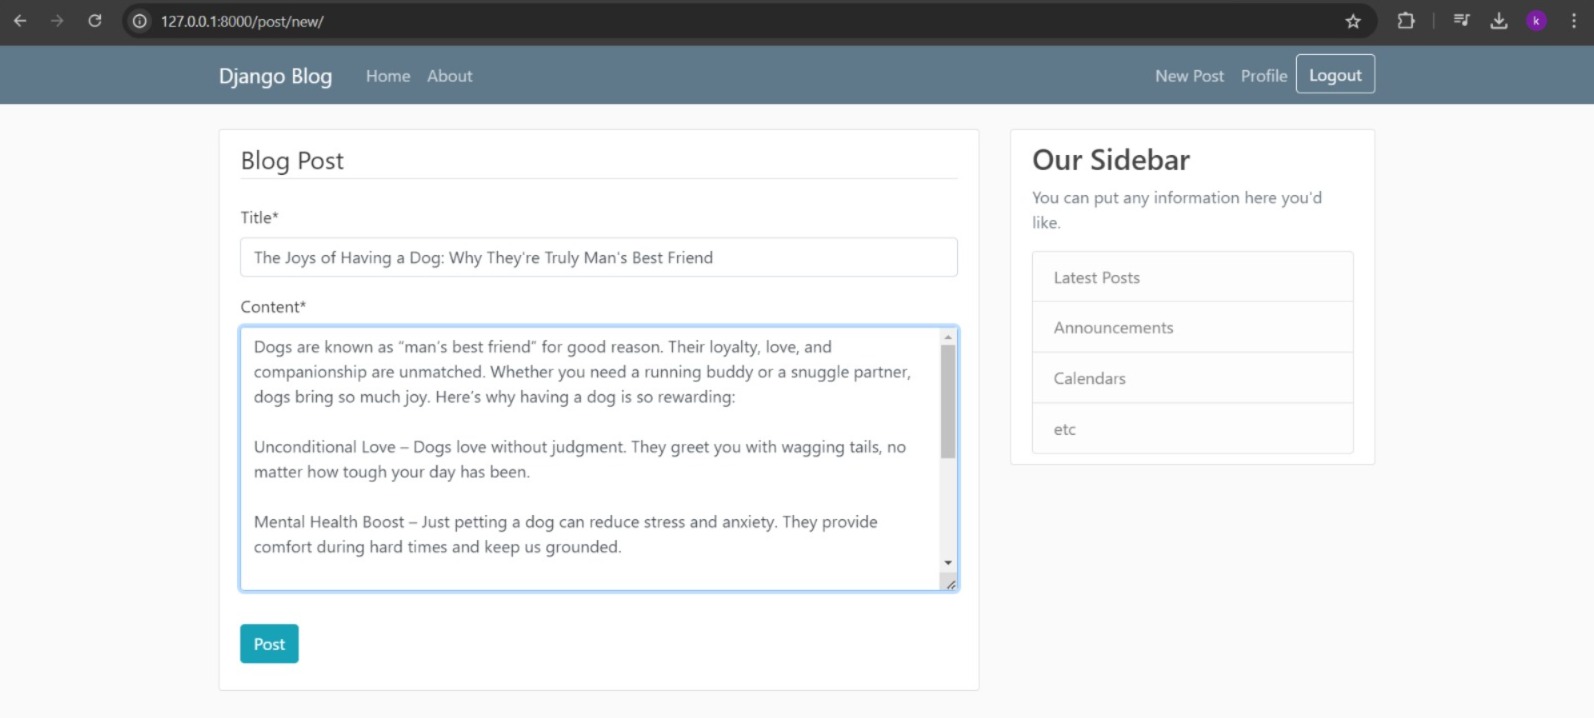 127.0.0.1:8000/post/new/
k
Django Blog Home About New Post Profile Logout
Blog Post
Title*
The Joys of Having a Dog: Why They're Truly Man's Best Friend
Content*
Dogs are known as “man’s best friend” for good reason. Their loyalty, love, and
companionship are unmatched. Whether you need a running buddy or a snuggle partner,
dogs bring so much joy. Here’s why having a dog is so rewarding:
Unconditional Love – Dogs love without judgment. They greet you with wagging tails, no
matter how tough your day has been.
Mental Health Boost – Just petting a dog can reduce stress and anxiety. They provide
comfort during hard times and keep us grounded.
Post
Our Sidebar
You can put any information here you'd
like.
Latest Posts
Announcements
Calendars
etc